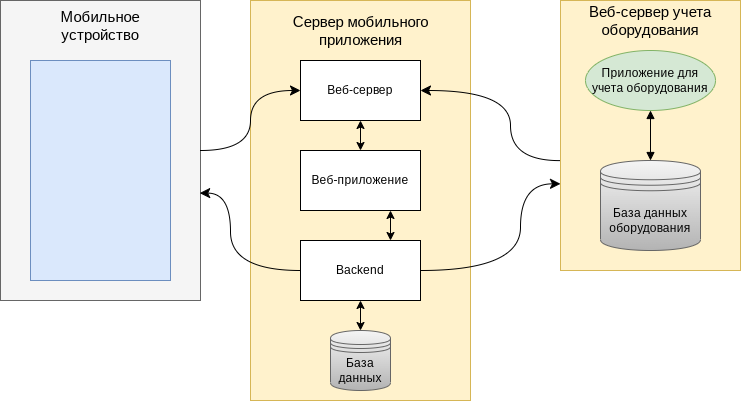 Мобильное
устройство
Сервер мобильного
приложения
Веб-сервер
Веб-приложение
Backend
База
данных
Веб-сервер учета
оборудования
Приложение для
учета оборудования
База данных
оборудования